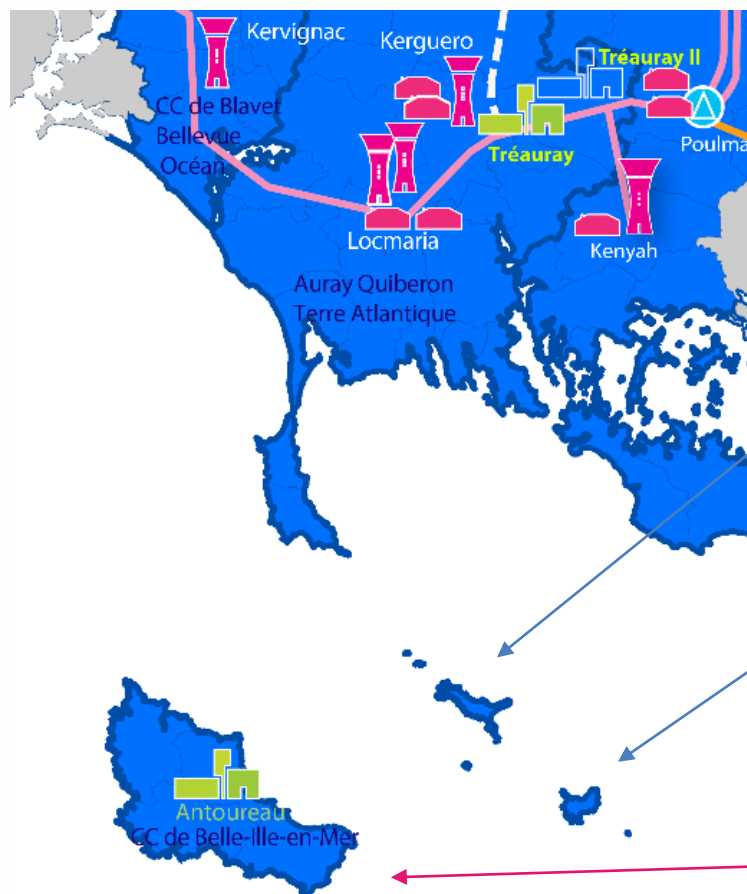 Kervignac
Kerguero
Tréauray II
CC de Blavet
Bellevue
Océan
Tréauray
Poulma
Locmaria
Kenyah
Auray Quiberon
Terre Atlantique
Antoureau
CC de Belle-Ille-en-Mer